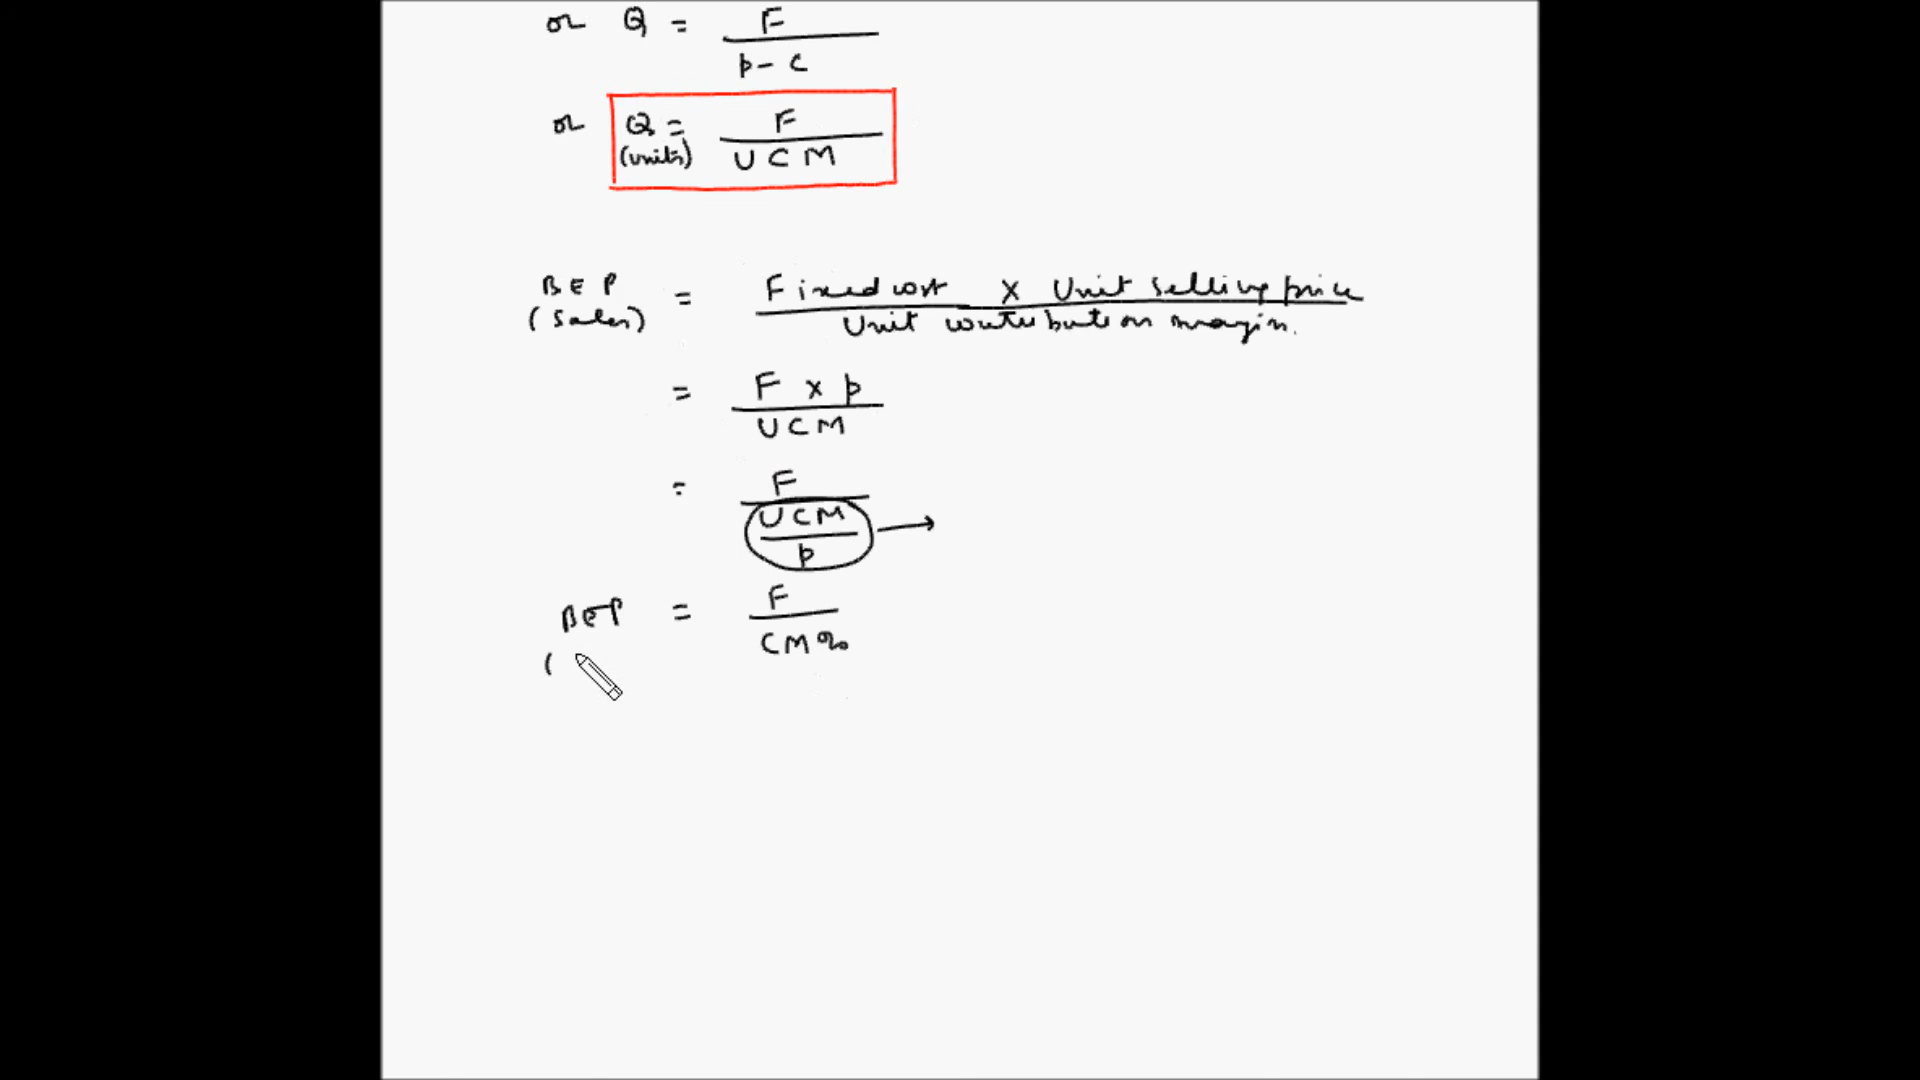 or Q = F
p - c
or Q = F
(units) UCM
BEP = Fixed cost X Unit selling price
(Sales) Unit contribution margin.
= F x p
UCM
= F
UCM
p
BEP = F
CM%
(